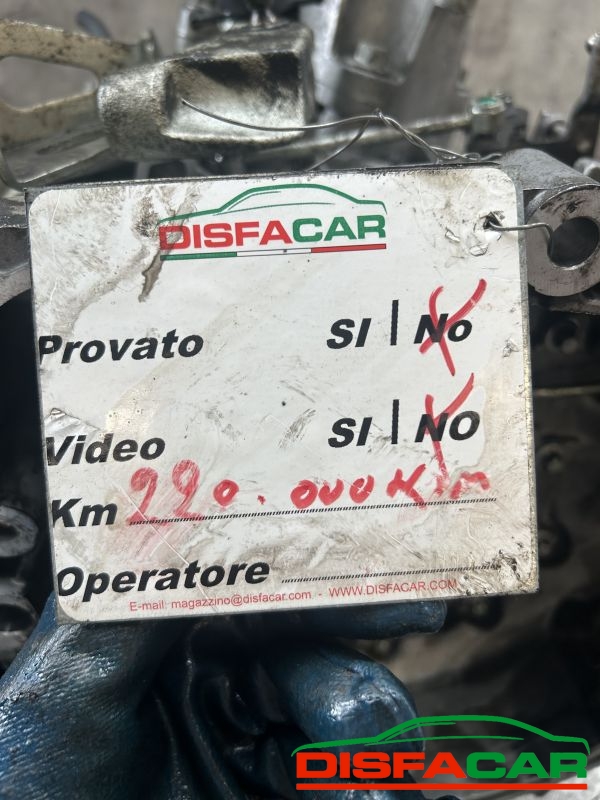 DISFACAR
Provato SI | No
Video SI | NO
Km 220.000 Km
Operatore
E-mail: magazzino@disfacar.com - WWW.DISFACAR.COM
DISFACAR